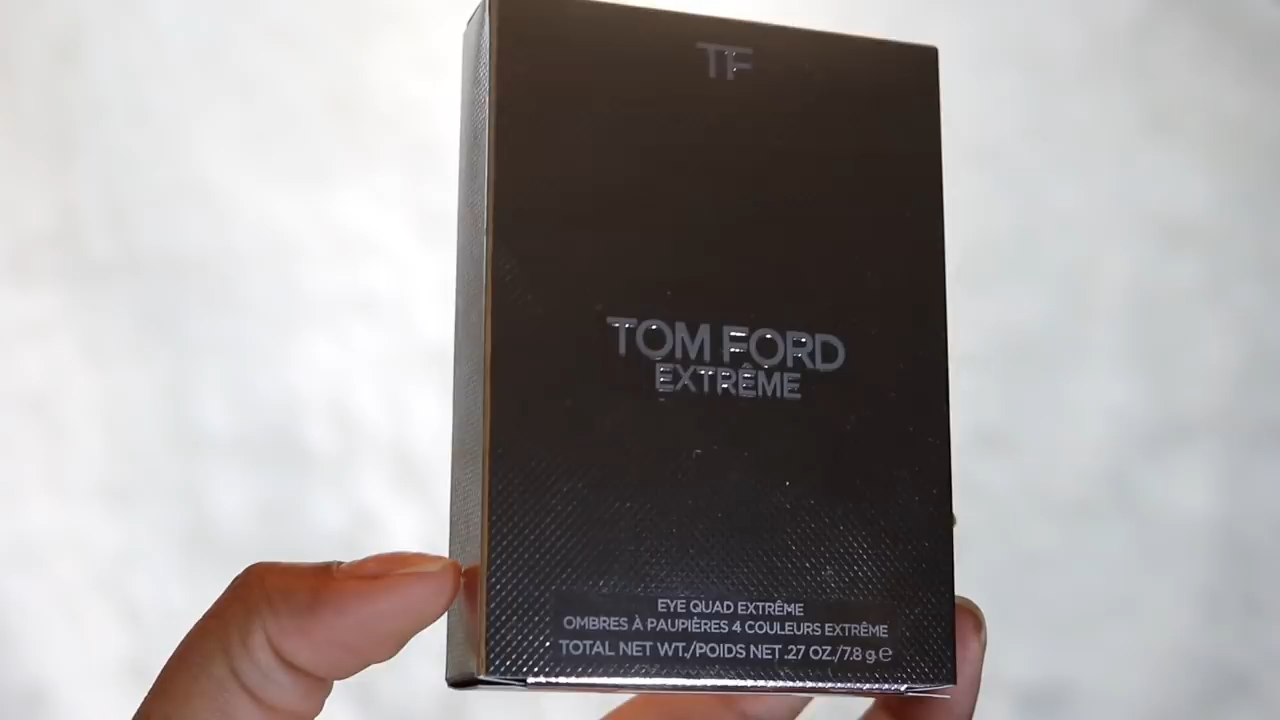 TF
TOM FORD
EXTRÊME
EYE QUAD EXTRÊME
OMBRES À PAUPIÈRES 4 COULEURS EXTRÊME
TOTAL NET WT./POIDS NET .27 OZ./7.8 g ℮